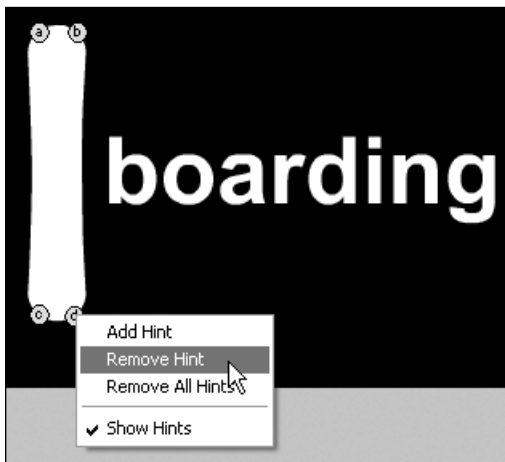 a b
boarding
c d
Add Hint
Remove Hint
Remove All Hints
Show Hints